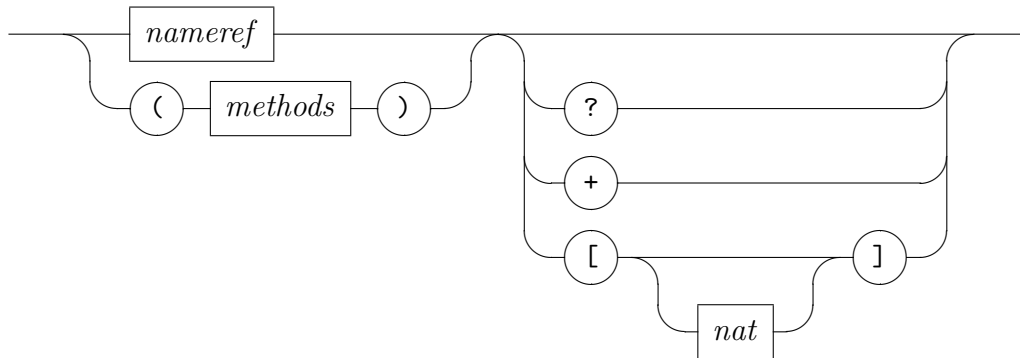 nameref
( methods )
?
+
[ ]
nat